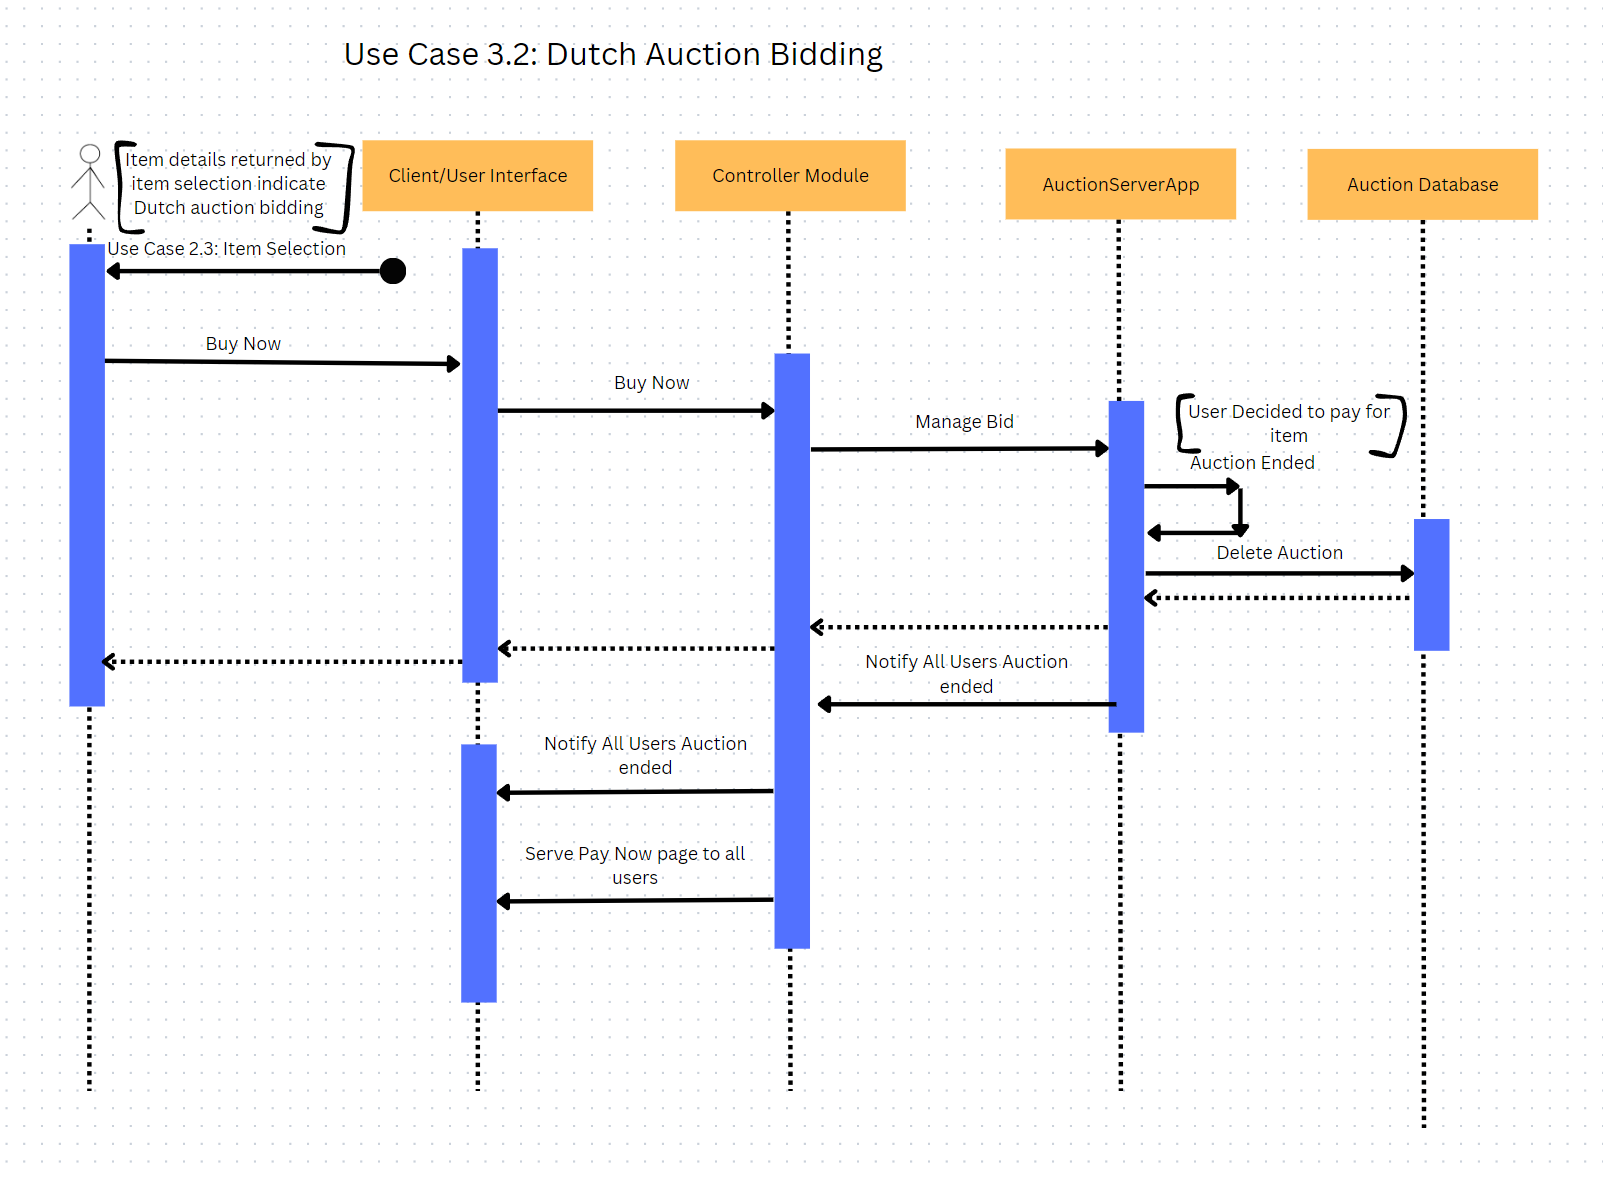 Use Case 3.2: Dutch Auction Bidding
Item details returned by
item selection indicate
Dutch auction bidding
Client/User Interface
Controller Module
AuctionServerApp
Auction Database
Use Case 2.3: Item Selection
Buy Now
Buy Now
Manage Bid
User Decided to pay for
item
Auction Ended
Delete Auction
Notify All Users Auction
ended
Notify All Users Auction
ended
Serve Pay Now page to all
users